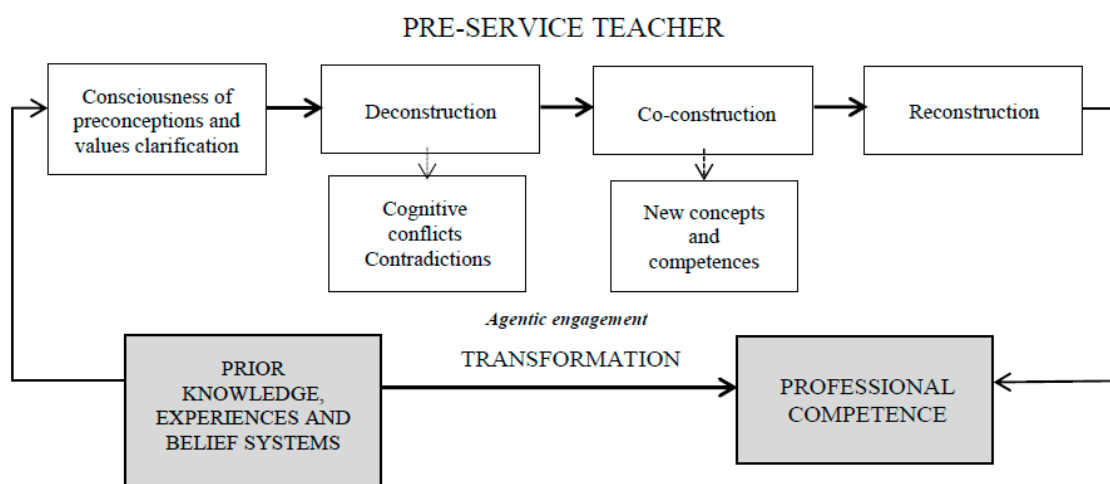 PRE-SERVICE TEACHER
Consciousness of
preconceptions and
values clarification
Deconstruction
Co-construction
Reconstruction
Cognitive
conflicts
Contradictions
New concepts
and
competences
Agentic engagement
TRANSFORMATION
PRIOR
KNOWLEDGE,
EXPERIENCES AND
BELIEF SYSTEMS
PROFESSIONAL
COMPETENCE